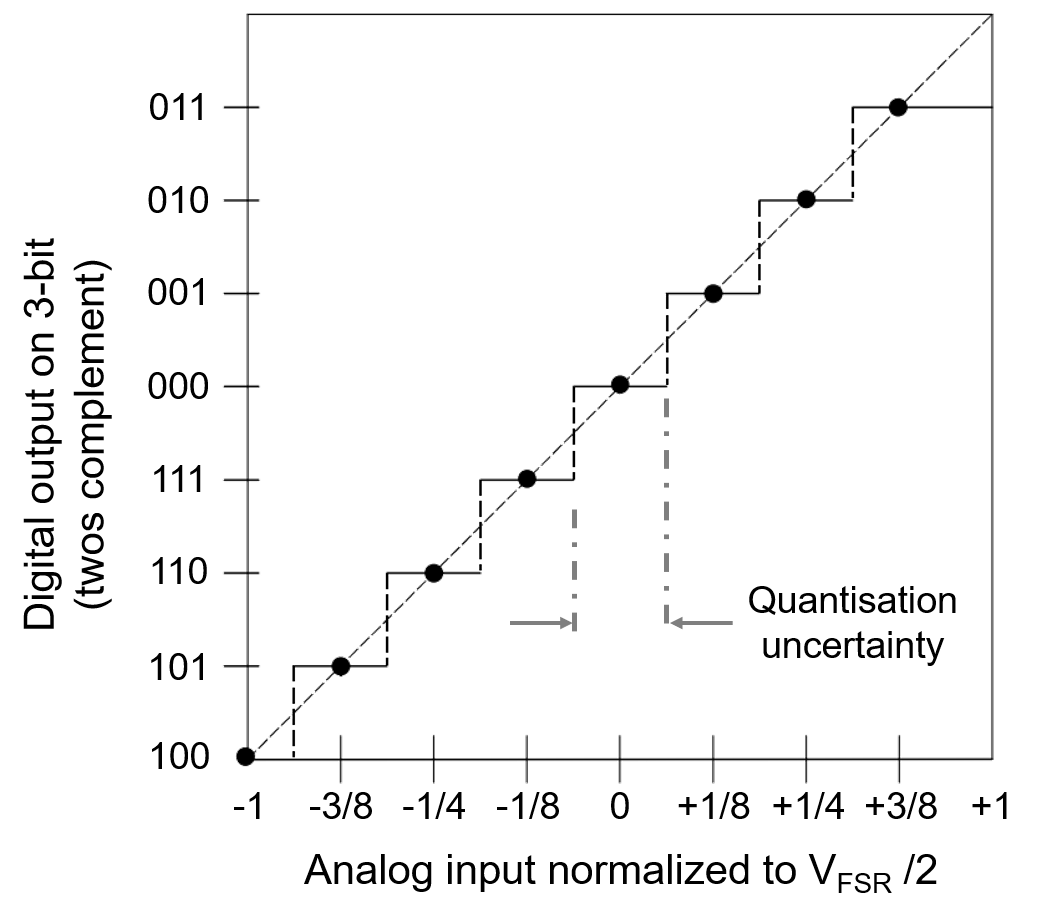 011
010
001
000
111
110
101
100
Digital output on 3-bit
(twos complement)
Quantisation
uncertainty
-1 -3/8 -1/4 -1/8 0 +1/8 +1/4 +3/8 +1
Analog input normalized to VFSR /2